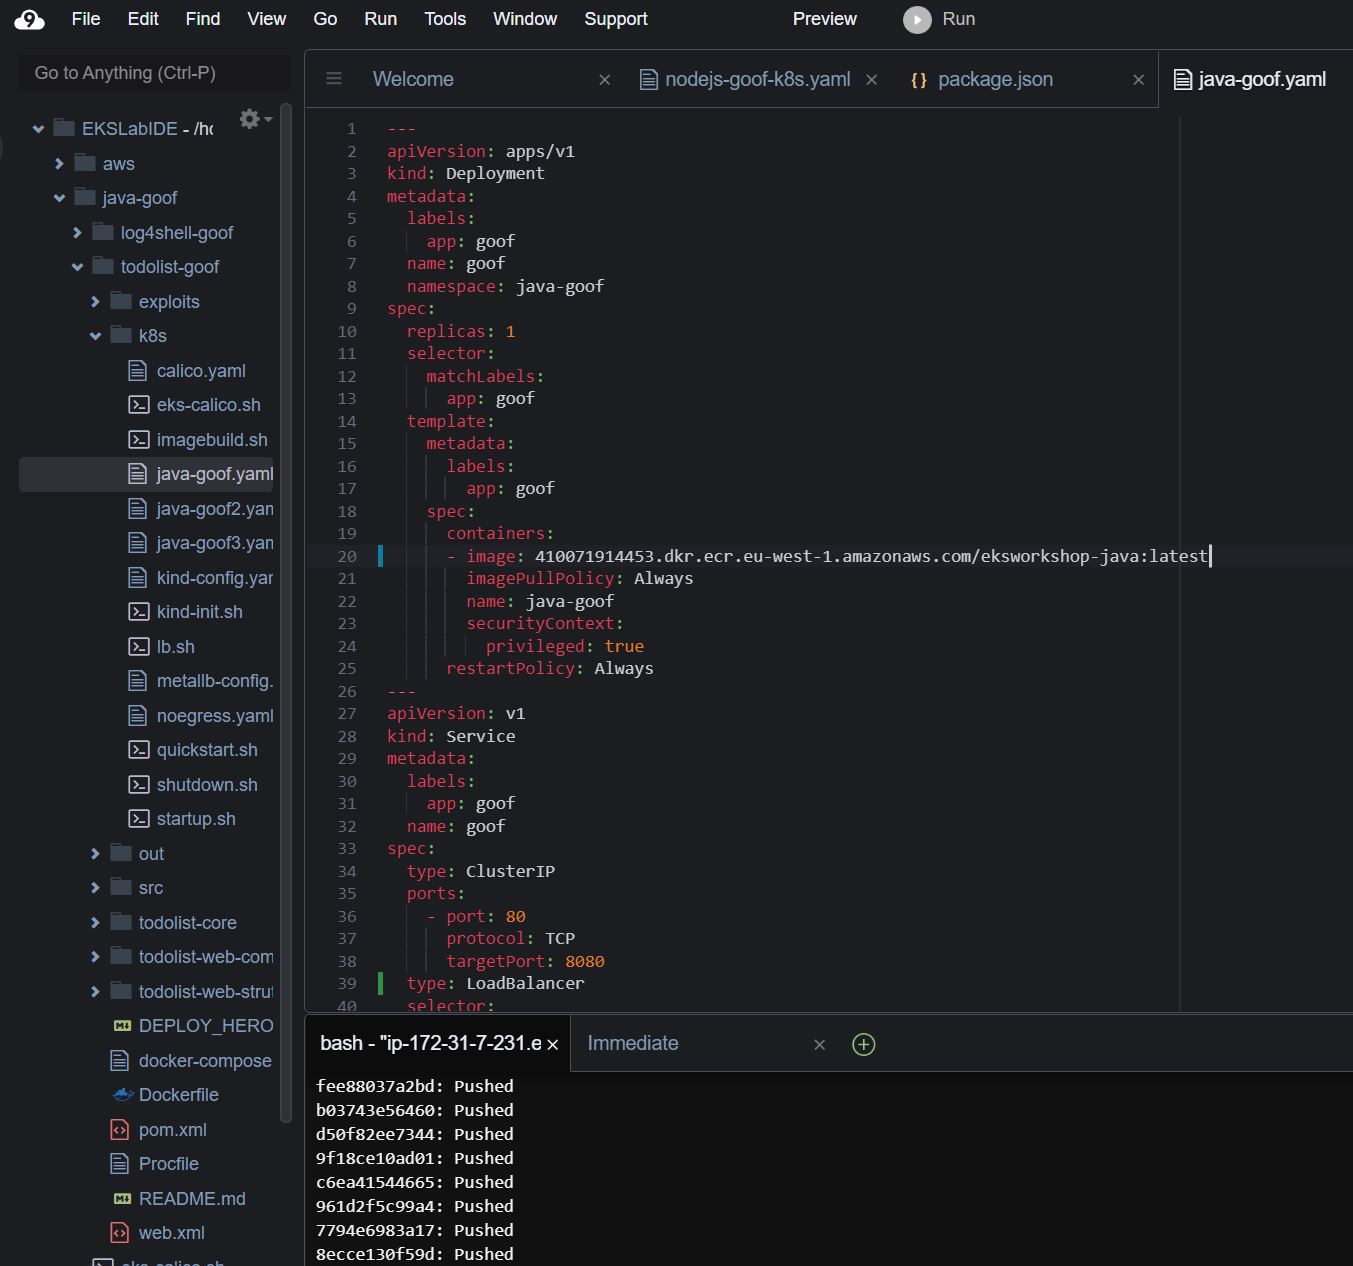 File Edit Find View Go Run Tools Window Support Preview Run
Go to Anything (Ctrl-P)
EKSLabIDE - /ho
aws
java-goof
log4shell-goof
todolist-goof
exploits
k8s
calico.yaml
eks-calico.sh
imagebuild.sh
java-goof.yaml
java-goof2.yam
java-goof3.yam
kind-config.yar
kind-init.sh
lb.sh
metallb-config.
noegress.yaml
quickstart.sh
shutdown.sh
startup.sh
out
src
todolist-core
todolist-web-com
todolist-web-strut
DEPLOY_HERO
docker-compose
Dockerfile
pom.xml
Procfile
README.md
web.xml
eks-calico.sh
Welcome nodejs-goof-k8s.yaml package.json java-goof.yaml
1 ---
2 apiVersion: apps/v1
3 kind: Deployment
4 metadata:
5 labels:
6 app: goof
7 name: goof
8 namespace: java-goof
9 spec:
10 replicas: 1
11 selector:
12 matchLabels:
13 app: goof
14 template:
15 metadata:
16 labels:
17 app: goof
18 spec:
19 containers:
20 - image: 410071914453.dkr.ecr.eu-west-1.amazonaws.com/eksworkshop-java:latest
21 imagePullPolicy: Always
22 name: java-goof
23 securityContext:
24 privileged: true
25 restartPolicy: Always
26 ---
27 apiVersion: v1
28 kind: Service
29 metadata:
30 labels:
31 app: goof
32 name: goof
33 spec:
34 type: ClusterIP
35 ports:
36 - port: 80
37 protocol: TCP
38 targetPort: 8080
39 type: LoadBalancer
40 selector:
bash - "ip-172-31-7-231.e Immediate
fee88037a2bd: Pushed
b03743e56460: Pushed
d50f82ee7344: Pushed
9f18ce10ad01: Pushed
c6ea41544665: Pushed
961d2f5c99a4: Pushed
7794e6983a17: Pushed
8ecce130f59d: Pushed